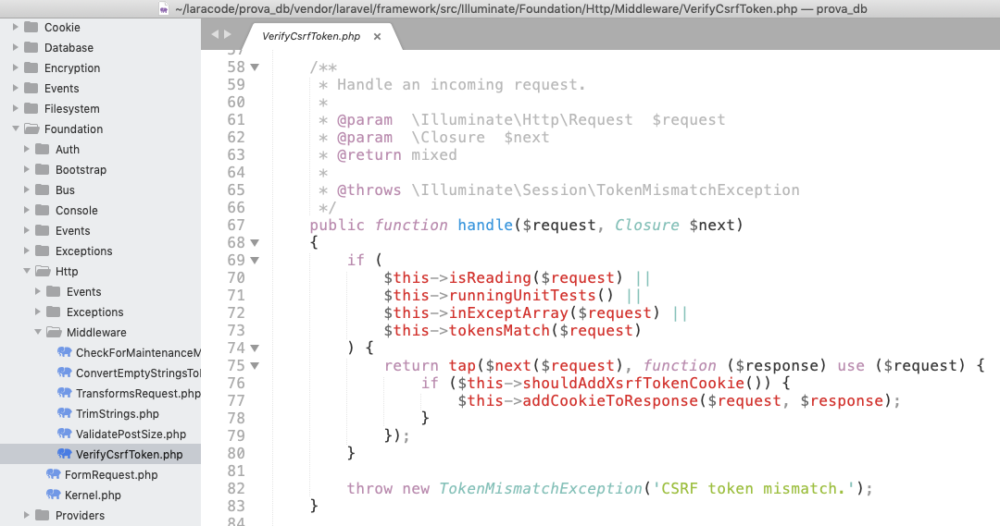 ~/laracode/prova_db/vendor/laravel/framework/src/Illuminate/Foundation/Http/Middleware/VerifyCsrfToken.php — prova_db
Cookie
Database
Encryption
Events
Filesystem
Foundation
Auth
Bootstrap
Bus
Console
Events
Exceptions
Http
Events
Exceptions
Middleware
CheckForMaintenanceM
ConvertEmptyStringsTo
TransformsRequest.php
TrimStrings.php
ValidatePostSize.php
VerifyCsrfToken.php
FormRequest.php
Kernel.php
Providers
VerifyCsrfToken.php ×
57
58 /**
59 * Handle an incoming request.
60 *
61 * @param  \Illuminate\Http\Request  $request
62 * @param  \Closure  $next
63 * @return mixed
64 *
65 * @throws \Illuminate\Session\TokenMismatchException
66 */
67 public function handle($request, Closure $next)
68 {
69 if (
70 $this->isReading($request) ||
71 $this->runningUnitTests() ||
72 $this->inExceptArray($request) ||
73 $this->tokensMatch($request)
74 ) {
75 return tap($next($request), function ($response) use ($request) {
76 if ($this->shouldAddXsrfTokenCookie()) {
77 $this->addCookieToResponse($request, $response);
78 }
79 });
80 }
81
82 throw new TokenMismatchException('CSRF token mismatch.');
83 }
84